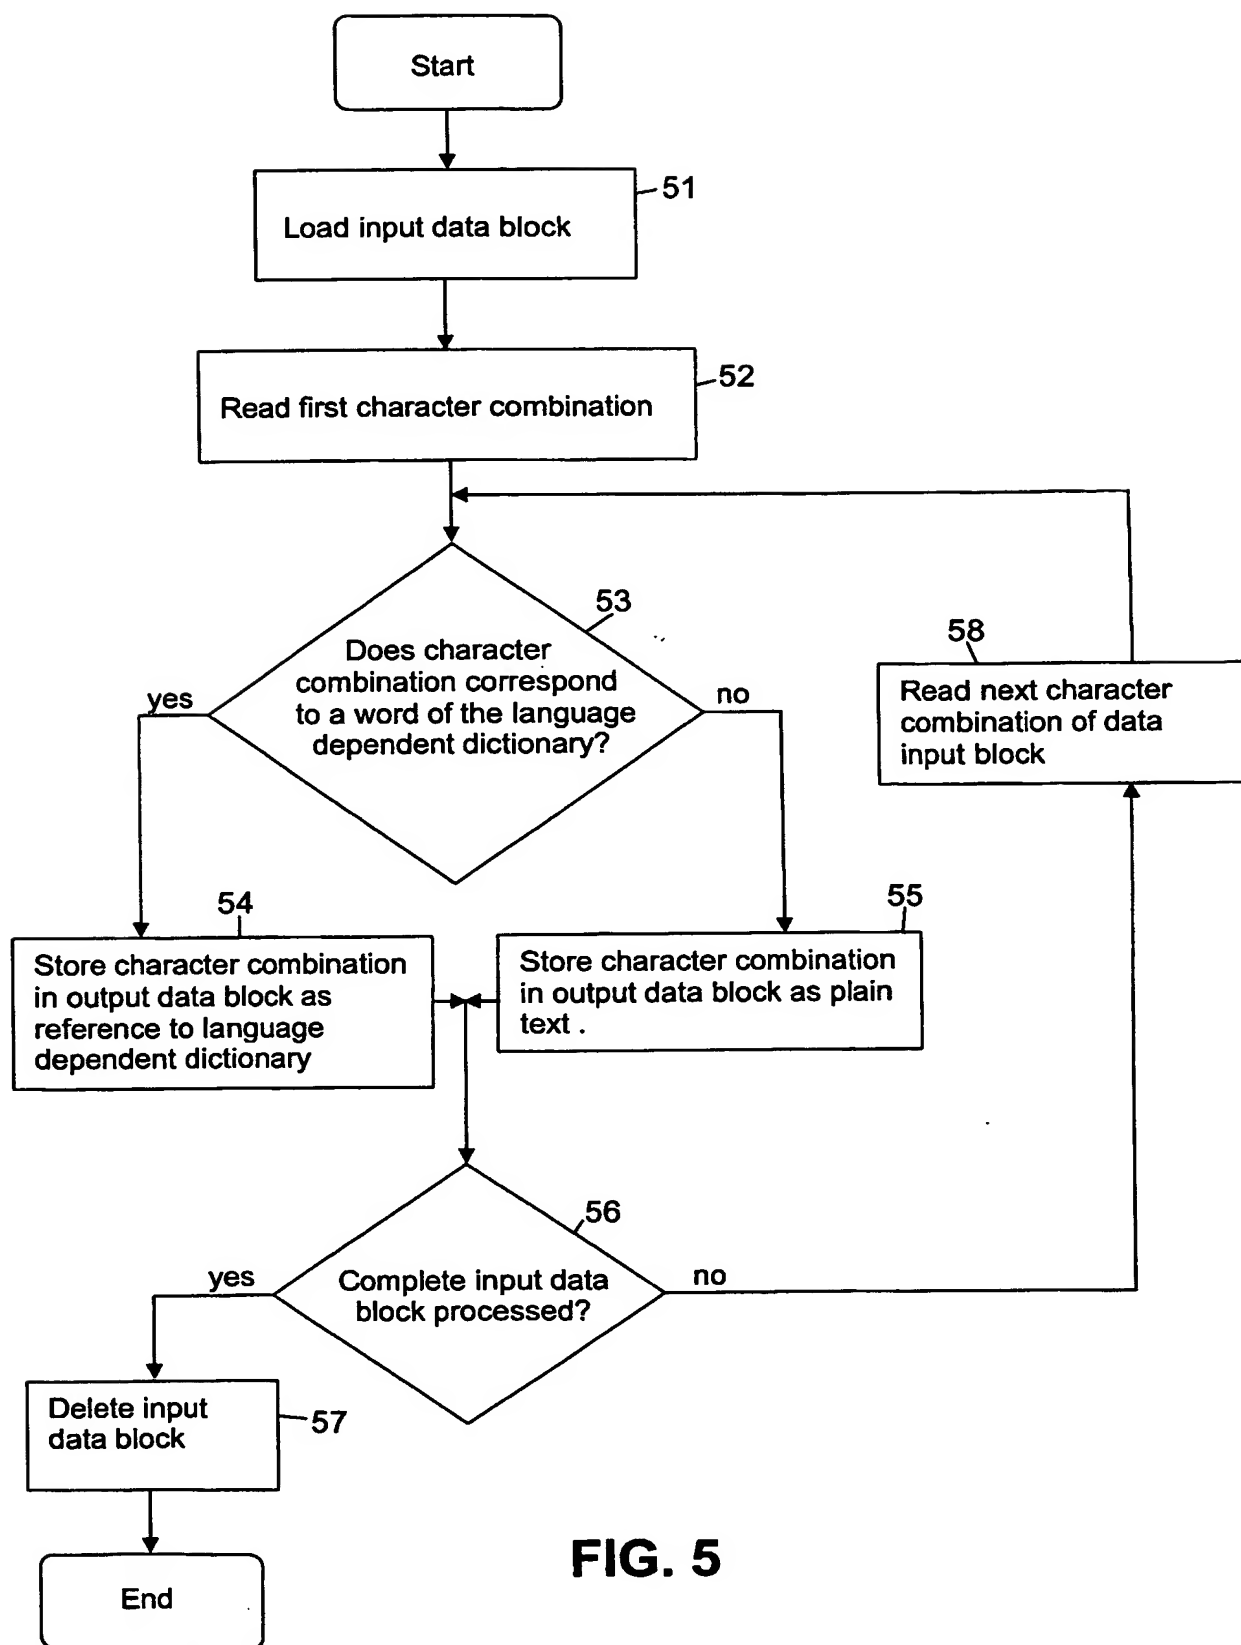 Start
51
Load input data block
52
Read first character combination
53
Does character
combination correspond
to a word of the language
dependent dictionary?
yes
no
58
Read next character
combination of data
input block
54
Store character combination
in output data block as
reference to language
dependent dictionary
55
Store character combination
in output data block as plain
text .
56
Complete input data
block processed?
yes
no
Delete input
data block
57
End
FIG. 5